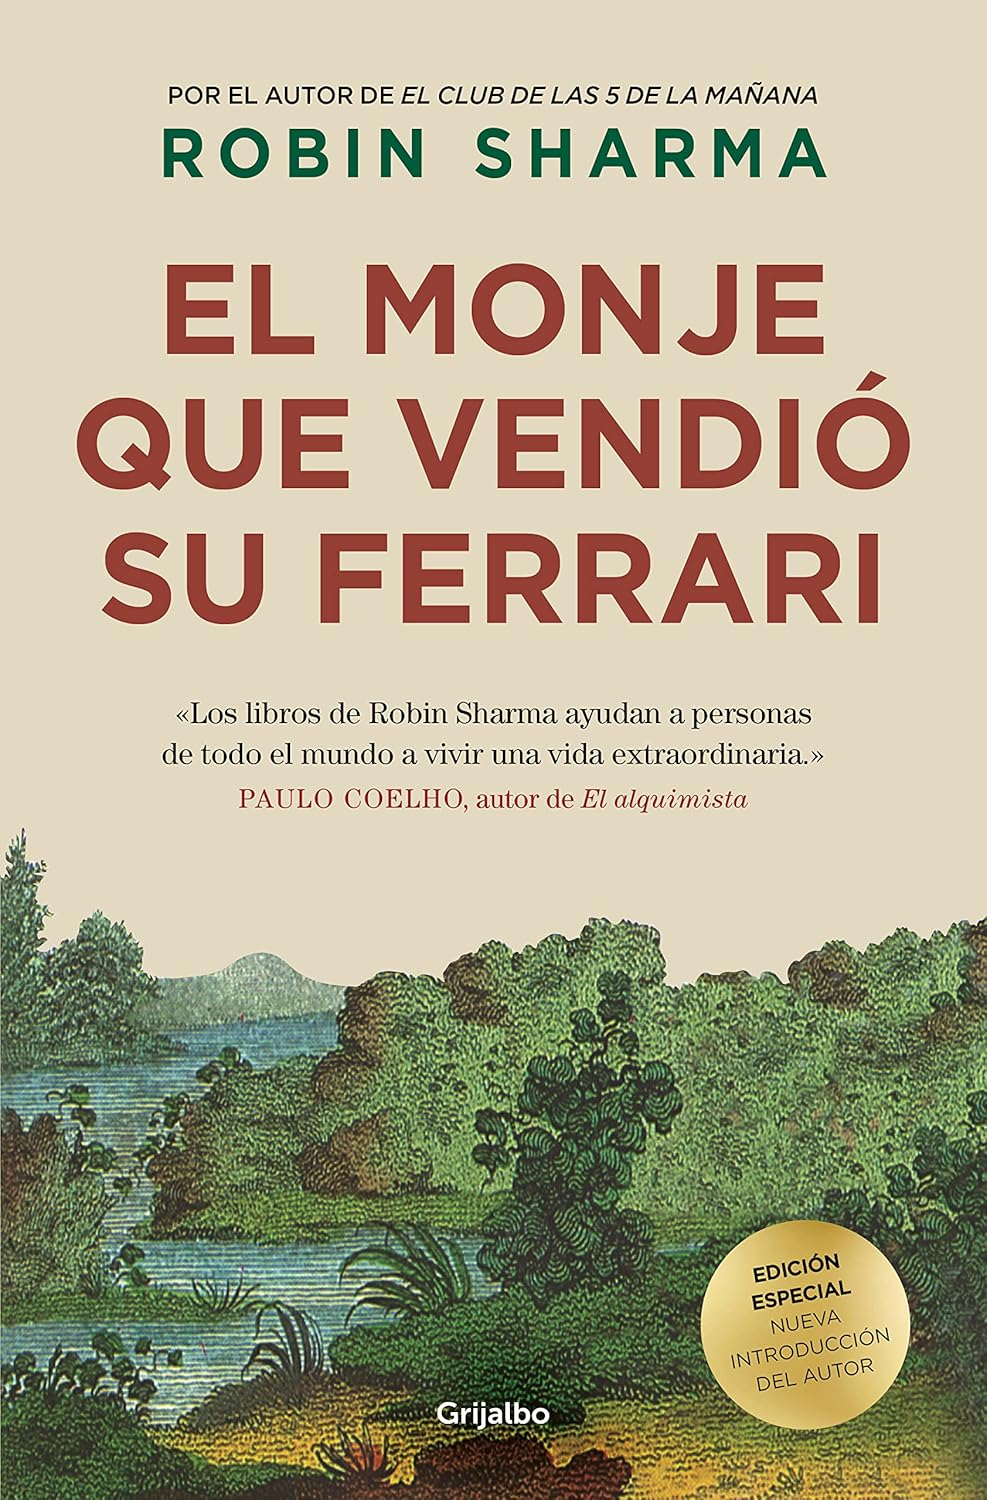 POR EL AUTOR DE EL CLUB DE LAS 5 DE LA MAÑANA
ROBIN SHARMA
EL MONJE
QUE VENDIÓ
SU FERRARI
«Los libros de Robin Sharma ayudan a personas
de todo el mundo a vivir una vida extraordinaria.»
PAULO COELHO, autor de El alquimista
EDICIÓN
ESPECIAL
NUEVA
INTRODUCCIÓN
DEL AUTOR
Grijalbo